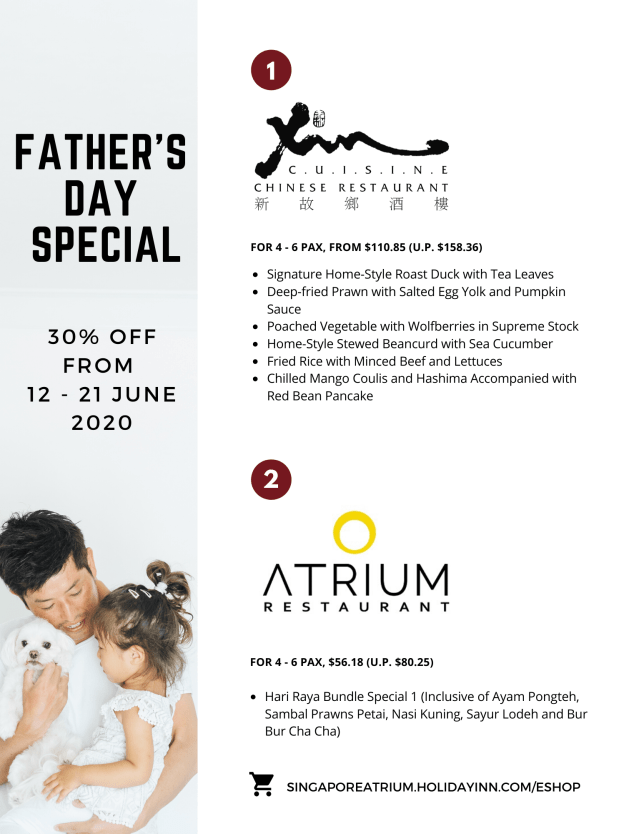 FATHER'S
DAY
SPECIAL
30% OFF
FROM
12 - 21 JUNE
2020
1
Xin
C.U.I.S.I.N.E
CHINESE RESTAURANT
新故鄉酒樓
FOR 4 - 6 PAX, FROM $110.85 (U.P. $158.36)
• Signature Home-Style Roast Duck with Tea Leaves
• Deep-fried Prawn with Salted Egg Yolk and Pumpkin
Sauce
• Poached Vegetable with Wolfberries in Supreme Stock
• Home-Style Stewed Beancurd with Sea Cucumber
• Fried Rice with Minced Beef and Lettuces
• Chilled Mango Coulis and Hashima Accompanied with
Red Bean Pancake
2
ATRIUM
RESTAURANT
FOR 4 - 6 PAX, $56.18 (U.P. $80.25)
• Hari Raya Bundle Special 1 (Inclusive of Ayam Pongteh,
Sambal Prawns Petai, Nasi Kuning, Sayur Lodeh and Bur
Bur Cha Cha)
SINGAPOREATRIUM.HOLIDAYINN.COM/ESHOP